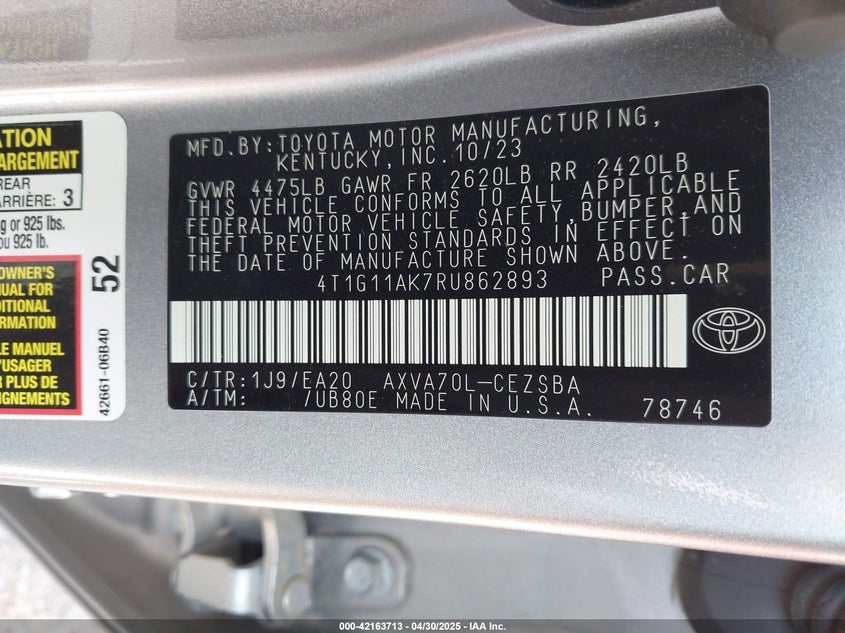 MFD.BY:TOYOTA MOTOR MANUFACTURING,
KENTUCKY,INC.10/23
GVWR 4475LB GAWR FR 2620LB RR 2420LB
THIS VEHICLE CONFORMS TO ALL APPLICABLE
FEDERAL MOTOR VEHICLE SAFETY,BUMPER,AND
THEFT PREVENTION STANDARDS IN EFFECT ON
THE DATE OF MANUFACTURE SHOWN ABOVE.
4T1G11AK7RU862893 PASS.CAR
C/TR:1J9/EA20 AXVA70L-CEZSBA
A/TM: 7UB80E MADE IN U.S.A. 78746
ATION
ARGEMENT
REAR
ARRIÈRE: 3
g or 925 lbs.
ou 925 lb.
OWNER'S
UAL FOR
DITIONAL
ORMATION
LE MANUEL
'USAGER
R PLUS DE
EIGNEMENTS
52
42661-06B40
000-42163713 - 04/30/2025 - IAA Inc.